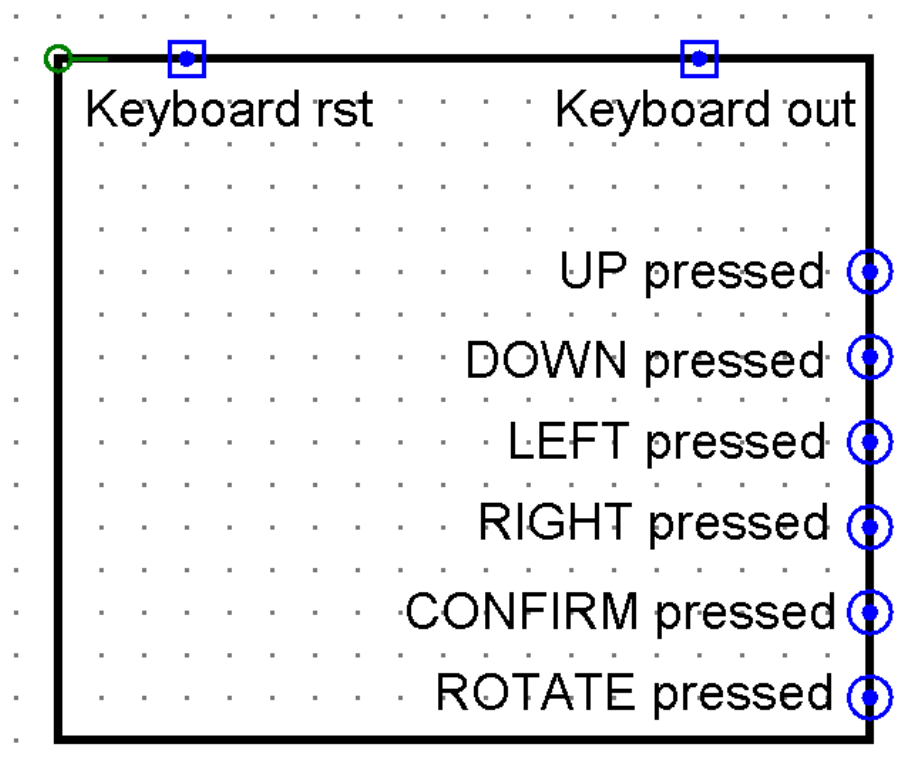 Keyboard rst
Keyboard out
UP pressed
DOWN pressed
LEFT pressed
RIGHT pressed
CONFIRM pressed
ROTATE pressed